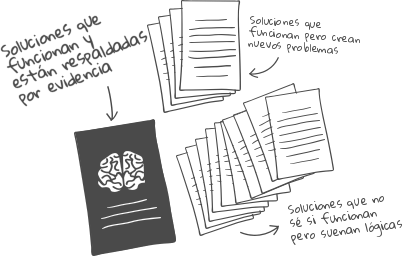 Soluciones que
funcionan y
están respaldadas
por evidencia
Soluciones que
funcionan pero crean
nuevos problemas
Soluciones que no
sé si funcionan
pero suenan lógicas